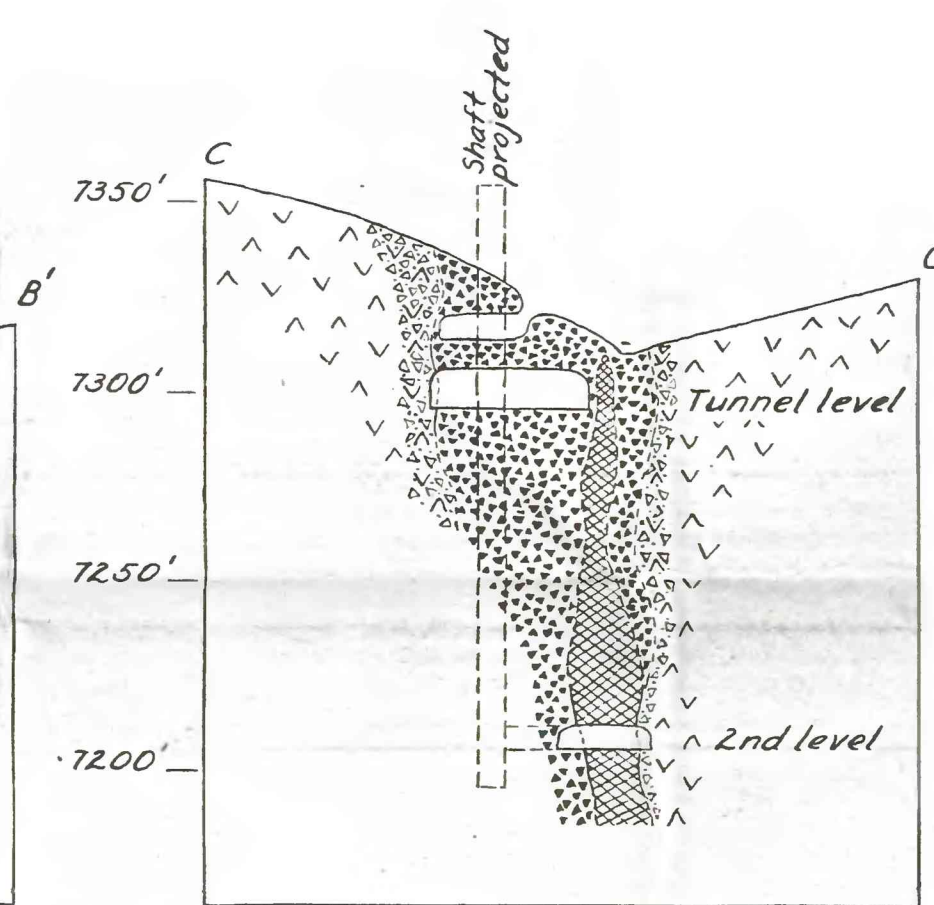 Shaft
projected
C
7350'
B'
C
7300'
Tunnel level
7250'
2nd level
7200'